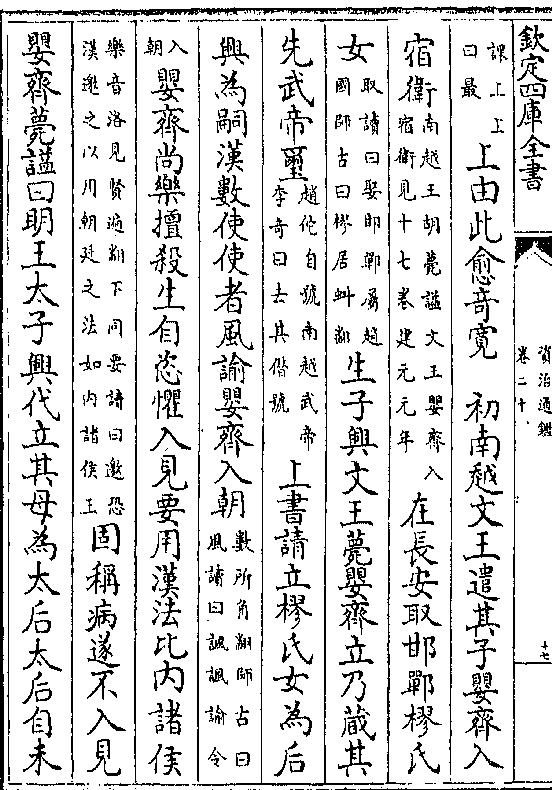 欽定四庫全書
資治通鑑
卷二十
十七
課上上曰最上由此愈奇寬　初南越文王遣其子嬰齊入
宿衛南越王胡薨謚文王嬰齊入宿衛見十七卷建元元年在長安取邯鄲樛氏
女取讀曰娶邯鄲屬趙國師古曰樛居虯翻生子興文王薨嬰齊立乃藏其
先武帝璽趙佗自號南越武帝李奇曰去其僭號上書請立樛氏女為后
興為嗣漢數使使者風諭嬰齊入朝數所角翻師古曰風讀曰諷諷諭令
入朝嬰齊尚樂擅殺生自恣懼入見要用漢法比內諸侯
樂音洛見賢遍翻下同要讀曰邀恐漢邀之以用朝廷之法如內諸侯王固稱病遂不入見
嬰齊薨謚曰明王太子興代立其母為太后太后自未